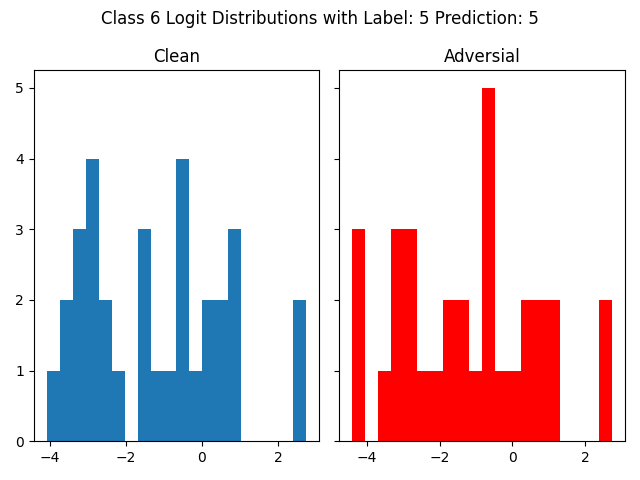 Class 6 Logit Distributions with Label: 5 Prediction: 5
Clean
Adversial
5
4
3
2
1
0
−4 −2 0 2
−4 −2 0 2